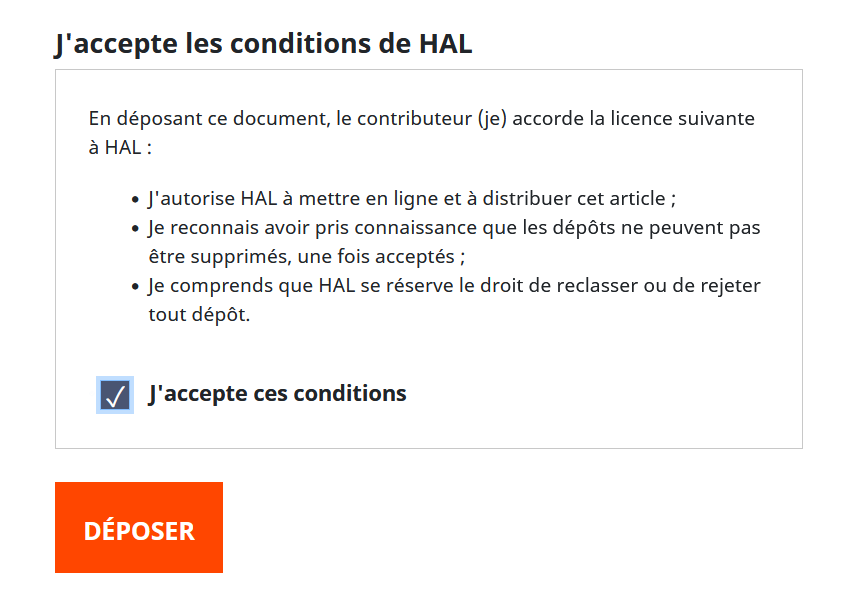 J'accepte les conditions de HAL
En déposant ce document, le contributeur (je) accorde la licence suivante
à HAL :
• J'autorise HAL à mettre en ligne et à distribuer cet article ;
• Je reconnais avoir pris connaissance que les dépôts ne peuvent pas
être supprimés, une fois acceptés ;
• Je comprends que HAL se réserve le droit de reclasser ou de rejeter
tout dépôt.
J'accepte ces conditions
DÉPOSER